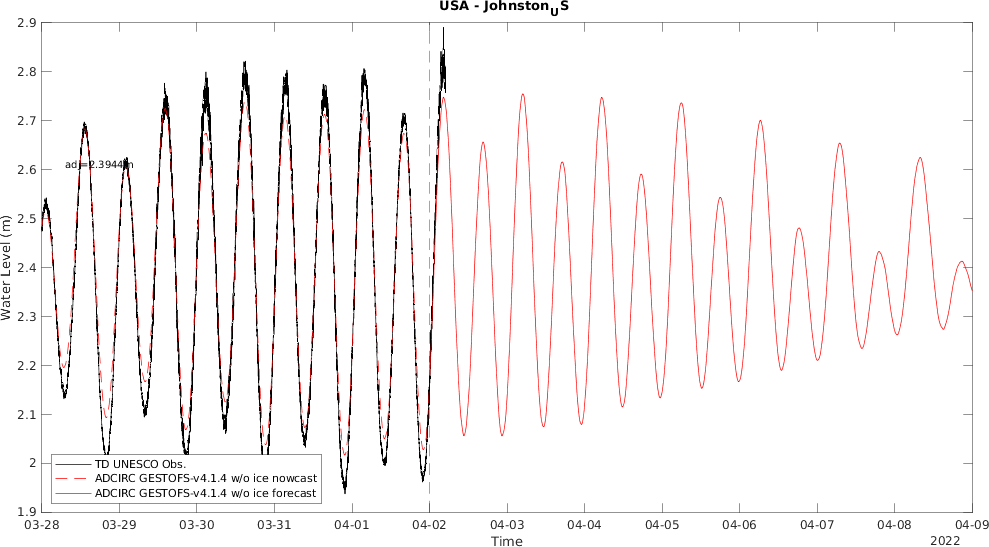 USA - Johnston_US
2.9
2.8
2.7
2.6
2.5
2.4
2.3
2.2
2.1
2
1.9
Water Level (m)
adj=2.3944m
TD UNESCO Obs.
ADCIRC GESTOFS-v4.1.4 w/o ice nowcast
ADCIRC GESTOFS-v4.1.4 w/o ice forecast
03-28 03-29 03-30 03-31 04-01 04-02 04-03 04-04 04-05 04-06 04-07 04-08 04-09
Time
2022